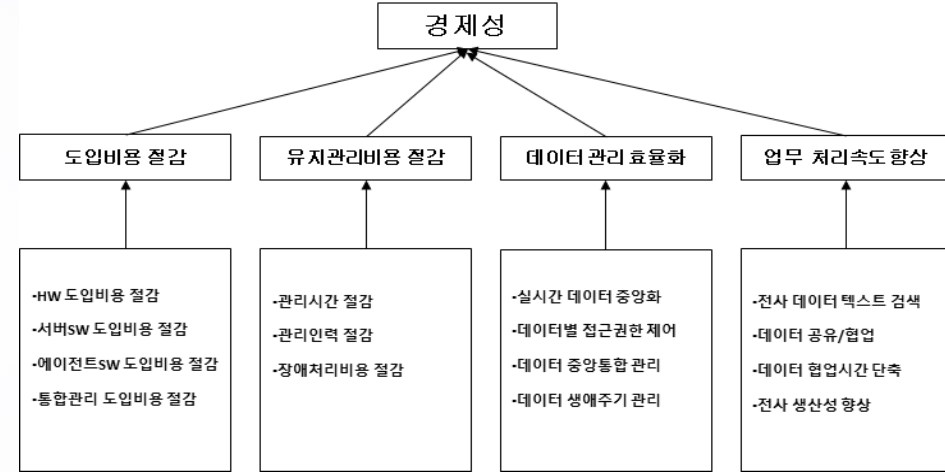 경제성
도입비용 절감
유지관리비용 절감
데이터 관리 효율화
업무 처리속도 향상
-HW 도입비용 절감
-서버SW 도입비용 절감
-에이전트SW 도입비용 절감
-통합관리 도입비용 절감
-관리시간 절감
-관리인력 절감
-장애처리비용 절감
-실시간 데이터 중앙화
-데이터별 접근권한 제어
-데이터 중앙통합 관리
-데이터 생애주기 관리
-전사 데이터 텍스트 검색
-데이터 공유/협업
-데이터 협업시간 단축
-전사 생산성 향상